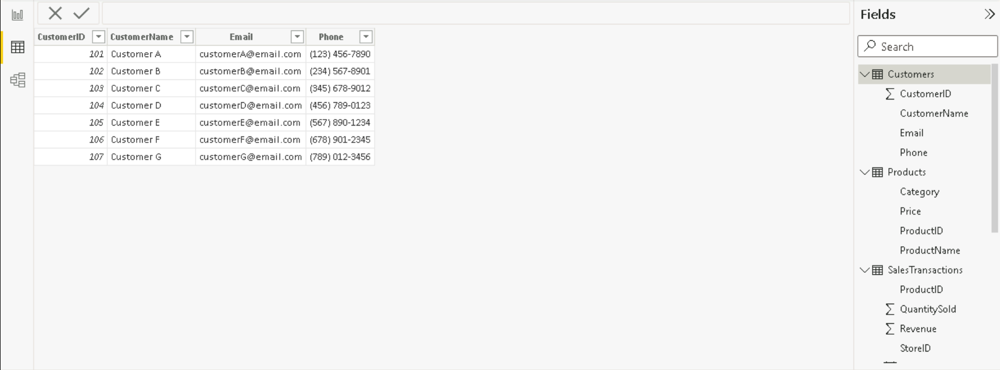 CustomerID CustomerName Email Phone
101 Customer A customerA@email.com (123) 456-7890
102 Customer B customerB@email.com (234) 567-8901
103 Customer C customerC@email.com (345) 678-9012
104 Customer D customerD@email.com (456) 789-0123
105 Customer E customerE@email.com (567) 890-1234
106 Customer F customerF@email.com (678) 901-2345
107 Customer G customerG@email.com (789) 012-3456
Fields
Search
Customers
∑ CustomerID
CustomerName
Email
Phone
Products
Category
Price
ProductID
ProductName
SalesTransactions
ProductID
∑ QuantitySold
∑ Revenue
StoreID